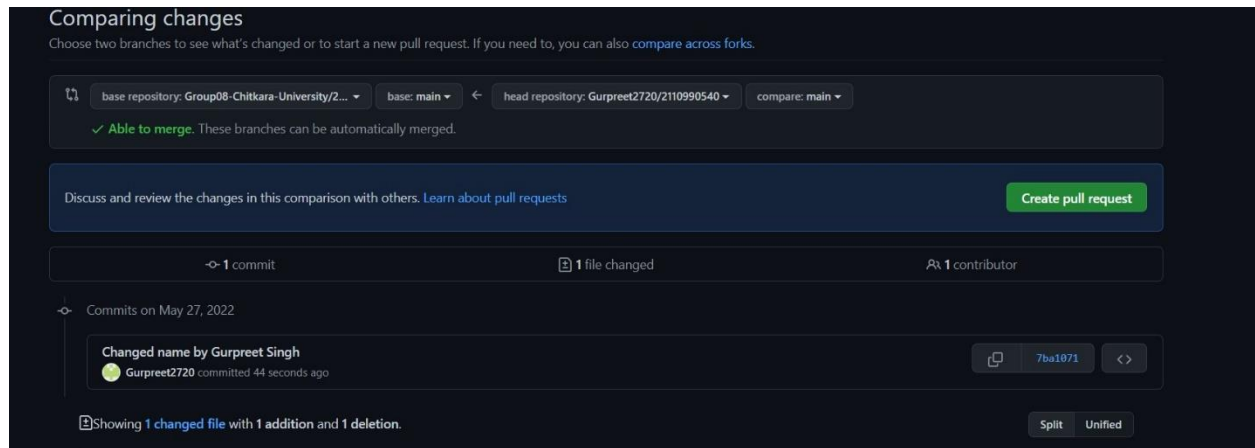 Comparing changes
Choose two branches to see what's changed or to start a new pull request. If you need to, you can also compare across forks.
base repository: Group08-Chitkara-University/2... base: main head repository: Gurpreet2720/2110990540 compare: main
Able to merge. These branches can be automatically merged.
Discuss and review the changes in this comparison with others. Learn about pull requests Create pull request
1 commit 1 file changed 1 contributor
Commits on May 27, 2022
Changed name by Gurpreet Singh
Gurpreet2720 committed 44 seconds ago 7ba1071
Showing 1 changed file with 1 addition and 1 deletion. Split Unified